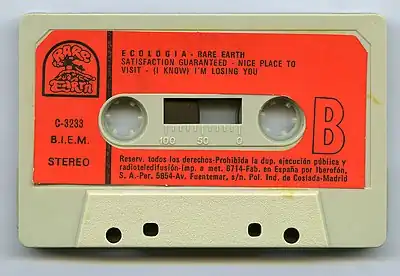 RARE
EARTH
ECOLOGIA - RARE EARTH
SATISFACTION GUARANTEED - NICE PLACE TO
VISIT - (I KNOW) I'M LOSING YOU
C-3233
B.I.E.M.
STEREO
B
100 50 0
Reserv. todos los derechos-Prohibida la dup. ejecución pública y
radioteledifusión-Imp. a met. 6714-Fab. en España por Iberofón,
S. A.-Per. 5854-Av. Fuentemar, s/n. Pol. Ind. de Coslada-Madrid